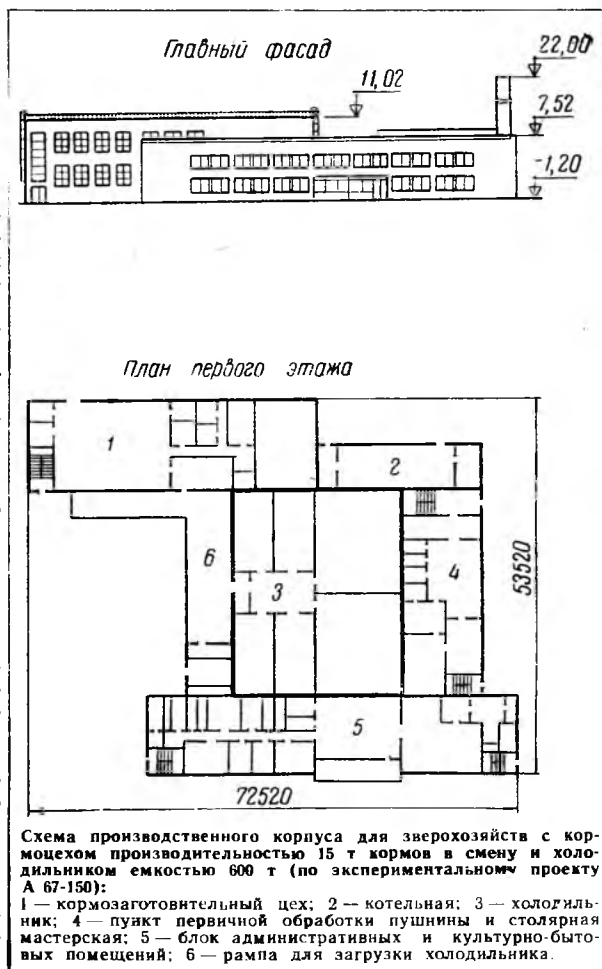 Главный фасад
22,00
11,02
7,52
-1,20
План первого этажа
1
2
6
3
4
53520
5
72520
Схема производственного корпуса для зверохозяйств с кор-
моцехом производительностью 15 т кормов в смену и холо-
дильником емкостью 600 т (по экспериментальному проекту
А 67-150):
1 — кормозаготовительный цех; 2 — котельная; 3 — холодиль-
ник; 4 — пункт первичной обработки пушнины и столярная
мастерская; 5 — блок административных и культурно-быто-
вых помещений; 6 — рампа для загрузки холодильника.